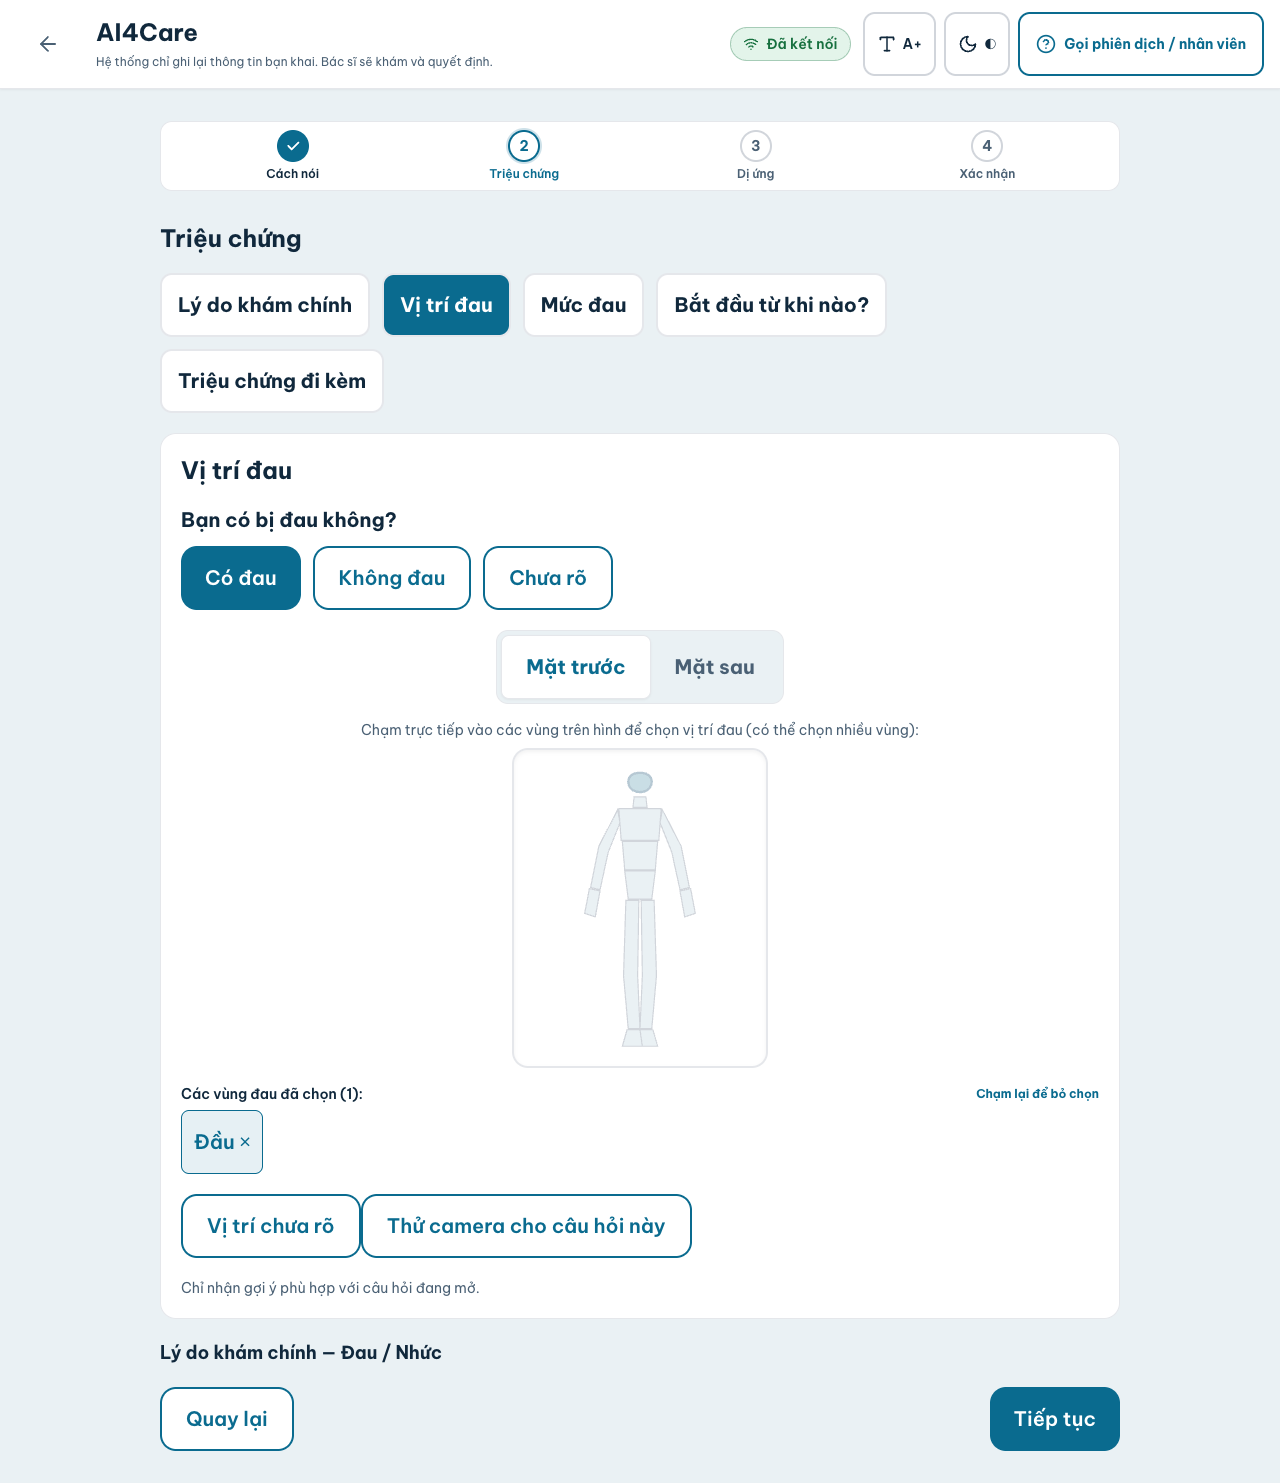 AI4Care
Hệ thống chỉ ghi lại thông tin bạn khai. Bác sĩ sẽ khám và quyết định.
Đã kết nối
A+
Gọi phiên dịch / nhân viên
Cách nói
2
Triệu chứng
3
Dị ứng
4
Xác nhận
Triệu chứng
Lý do khám chính
Vị trí đau
Mức đau
Bắt đầu từ khi nào?
Triệu chứng đi kèm
Vị trí đau
Bạn có bị đau không?
Có đau
Không đau
Chưa rõ
Mặt trước
Mặt sau
Chạm trực tiếp vào các vùng trên hình để chọn vị trí đau (có thể chọn nhiều vùng):
Các vùng đau đã chọn (1):
Chạm lại để bỏ chọn
Đầu ×
Vị trí chưa rõ
Thử camera cho câu hỏi này
Chỉ nhận gợi ý phù hợp với câu hỏi đang mở.
Lý do khám chính — Đau / Nhức
Quay lại
Tiếp tục